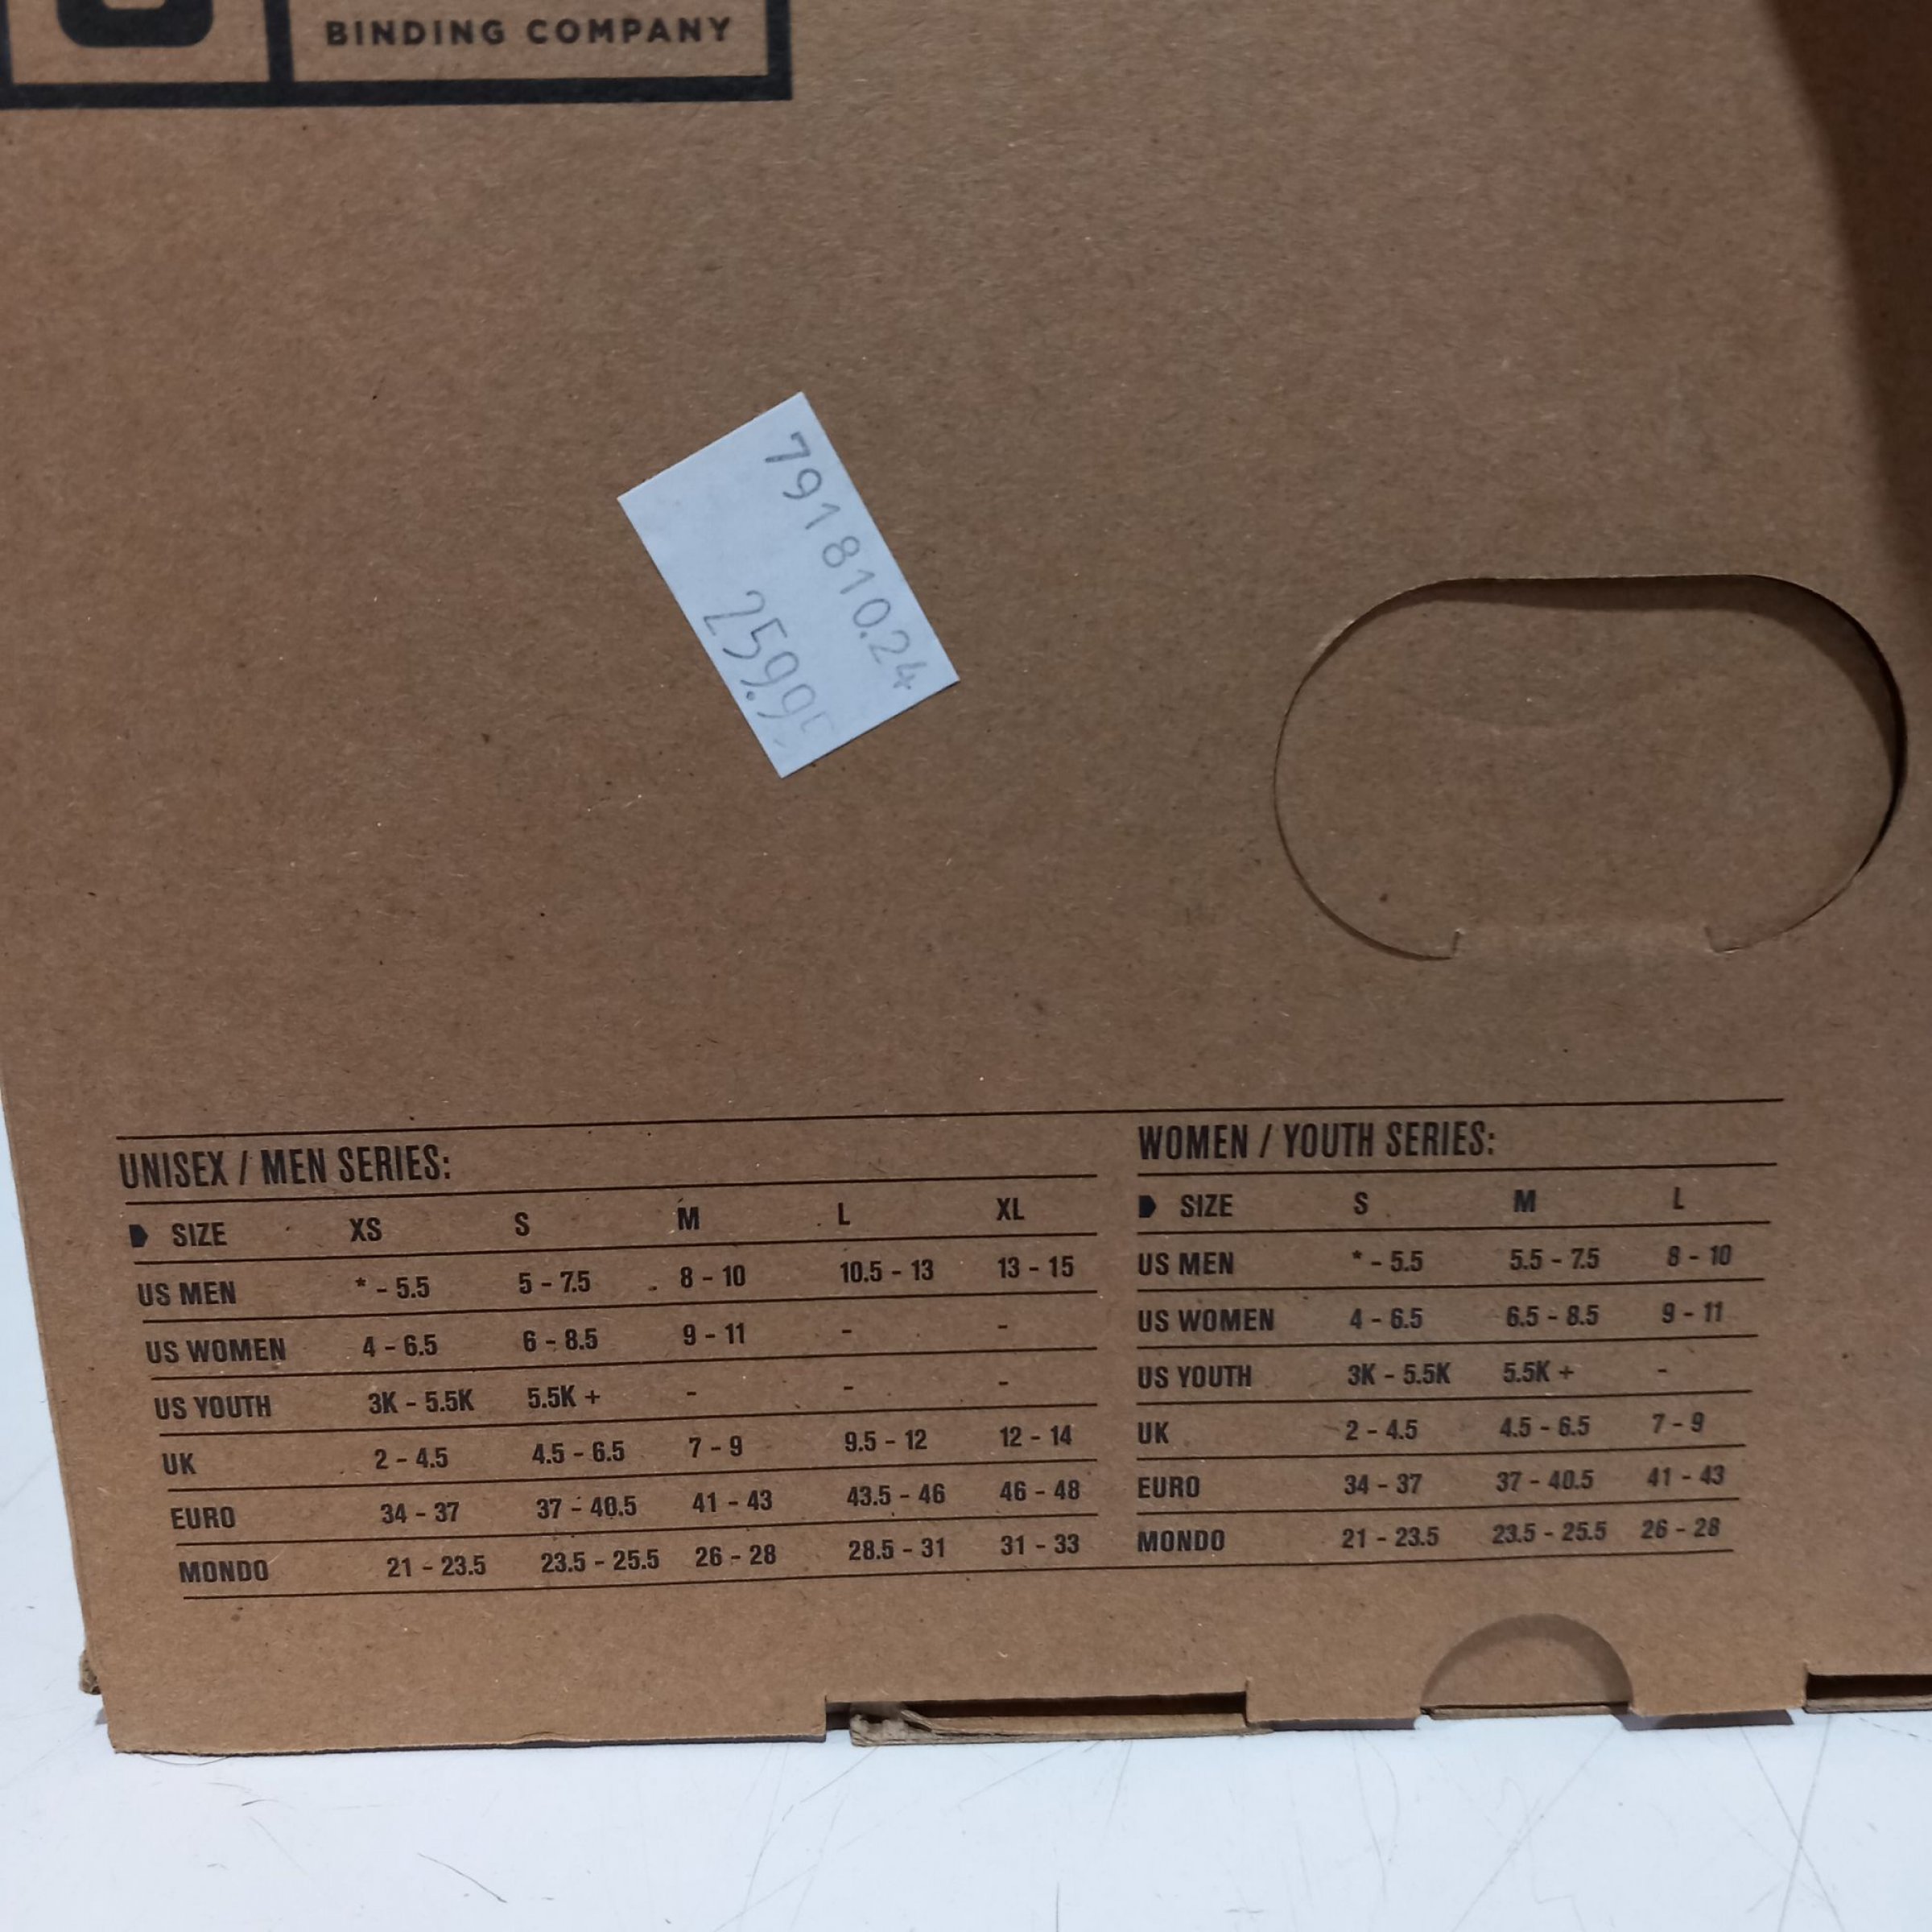 BINDING COMPANY
791810.24
259.95
UNISEX / MEN SERIES:
SIZE XS S M L XL
US MEN * - 5.5 5 - 7.5 8 - 10 10.5 - 13 13 - 15
US WOMEN 4 - 6.5 6 - 8.5 9 - 11 - -
US YOUTH 3K - 5.5K 5.5K + - - -
UK 2 - 4.5 4.5 - 6.5 7 - 9 9.5 - 12 12 - 14
EURO 34 - 37 37 - 40.5 41 - 43 43.5 - 46 46 - 48
MONDO 21 - 23.5 23.5 - 25.5 26 - 28 28.5 - 31 31 - 33
WOMEN / YOUTH SERIES:
SIZE S M L
US MEN * - 5.5 5.5 - 7.5 8 - 10
US WOMEN 4 - 6.5 6.5 - 8.5 9 - 11
US YOUTH 3K - 5.5K 5.5K + -
UK 2 - 4.5 4.5 - 6.5 7 - 9
EURO 34 - 37 37 - 40.5 41 - 43
MONDO 21 - 23.5 23.5 - 25.5 26 - 28